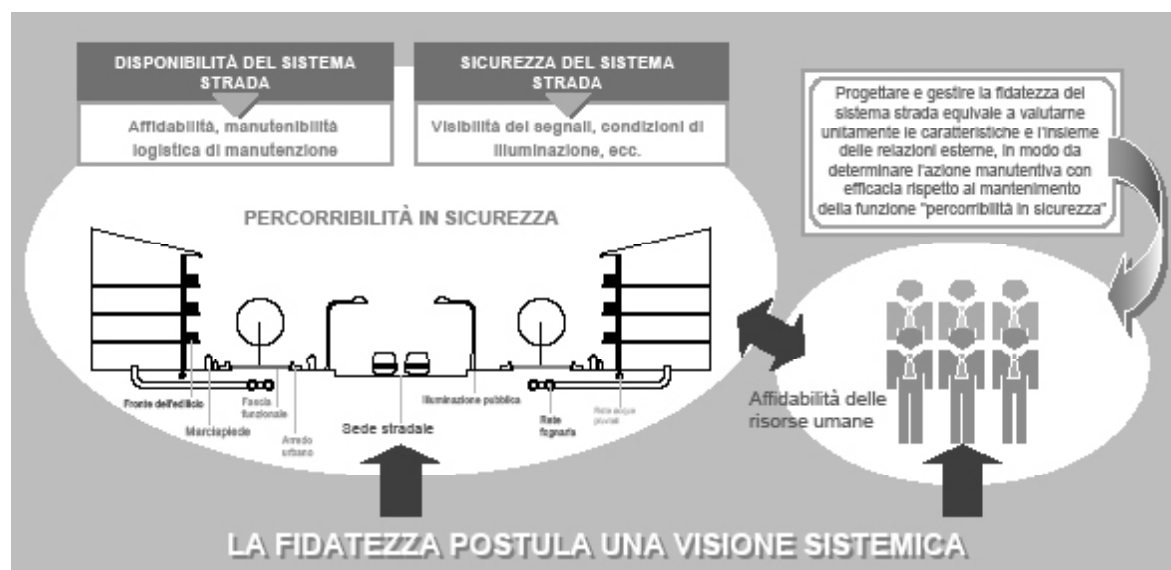 DISPONIBILITÀ DEL SISTEMA
STRADA
Affidabilità, manutenibilità
logistica di manutenzione
SICUREZZA DEL SISTEMA
STRADA
Visibilità dei segnali, condizioni di
illuminazione, ecc.
Progettare e gestire la fidatezza del
sistema strada equivale a valutarne
unitamente le caratteristiche e l'insieme
delle relazioni esterne, in modo da
determinare l'azione manutentiva con
efficacia rispetto al mantenimento
della funzione "percorribilità in sicurezza"
PERCORRIBILITÀ IN SICUREZZA
Fronte dell'edificio
Marciapiede
Fascia
funzionale
Arredo
urbano
Sede stradale
Illuminazione pubblica
Rete
fognaria
Rete acque
pluviali
Affidabilità delle
risorse umane
LA FIDATEZZA POSTULA UNA VISIONE SISTEMICA